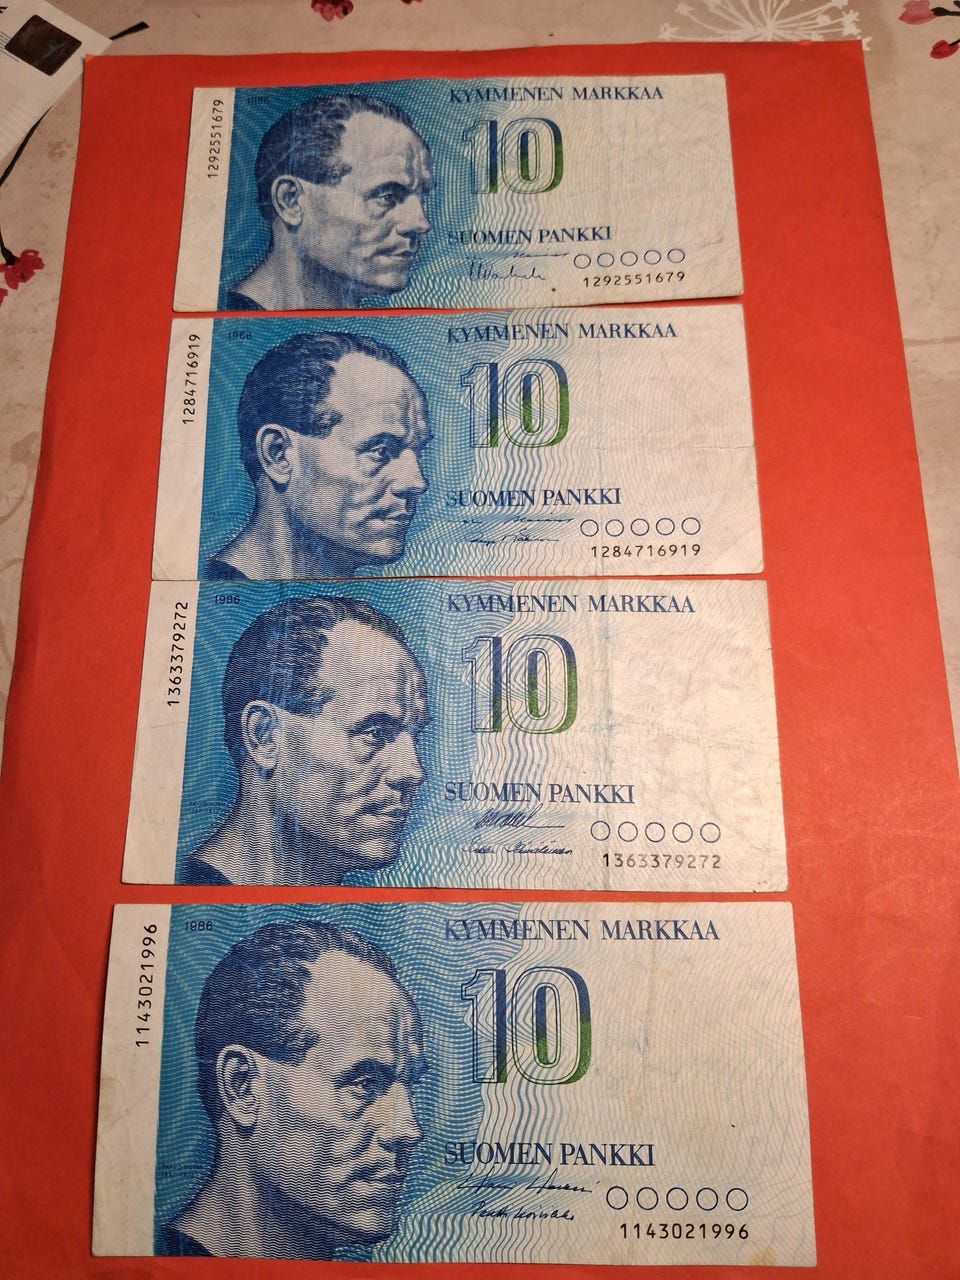 1292551679
1986
KYMMENEN MARKKAA
10
SUOMEN PANKKI
1292551679
1284716919
1986
KYMMENEN MARKKAA
10
SUOMEN PANKKI
1284716919
1363379272
1986
KYMMENEN MARKKAA
10
SUOMEN PANKKI
1363379272
1143021996
1986
KYMMENEN MARKKAA
10
SUOMEN PANKKI
1143021996